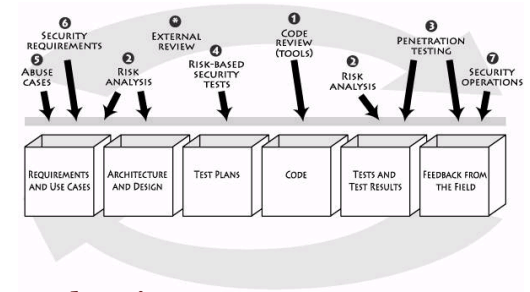 6
SECURITY
REQUIREMENTS
5
ABUSE
CASES
2
RISK
ANALYSIS
*
EXTERNAL
REVIEW
4
RISK-BASED
SECURITY
TESTS
1
CODE
REVIEW
(TOOLS)
2
RISK
ANALYSIS
3
PENETRATION
TESTING
7
SECURITY
OPERATIONS
REQUIREMENTS
AND USE CASES
ARCHITECTURE
AND DESIGN
TEST PLANS
CODE
TESTS AND
TEST RESULTS
FEEDBACK FROM
THE FIELD